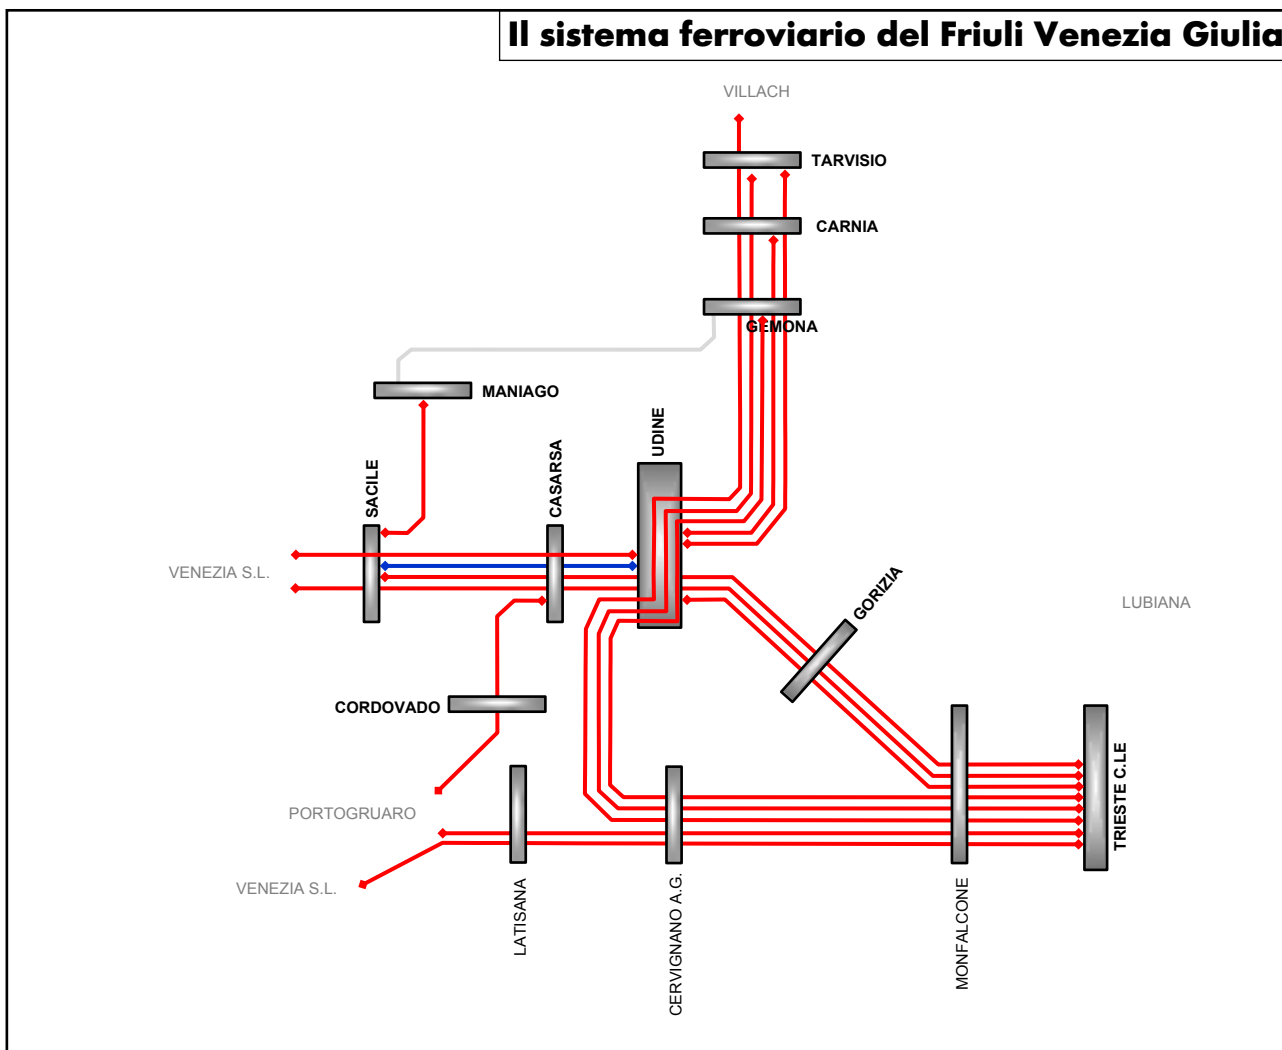 Il sistema ferroviario del Friuli Venezia Giulia
VILLACH
TARVISIO
CARNIA
GEMONA
MANIAGO
UDINE
CASARSA
SACILE
VENEZIA S.L.
GORIZIA
LUBIANA
CORDOVADO
PORTOGRUARO
TRIESTE C.LE
VENEZIA S.L.
LATISANA
CERVIGNANO A.G.
MONFALCONE